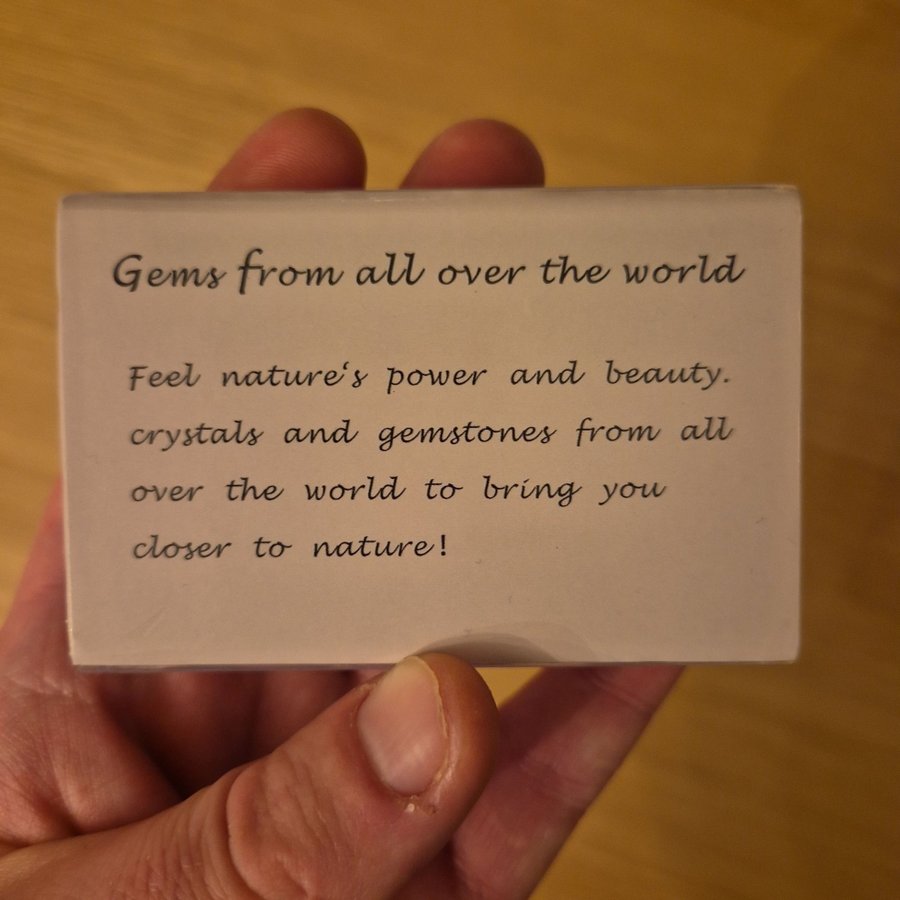 Gems from all over the world
Feel nature‘s power and beauty.
crystals and gemstones from all
over the world to bring you
closer to nature!